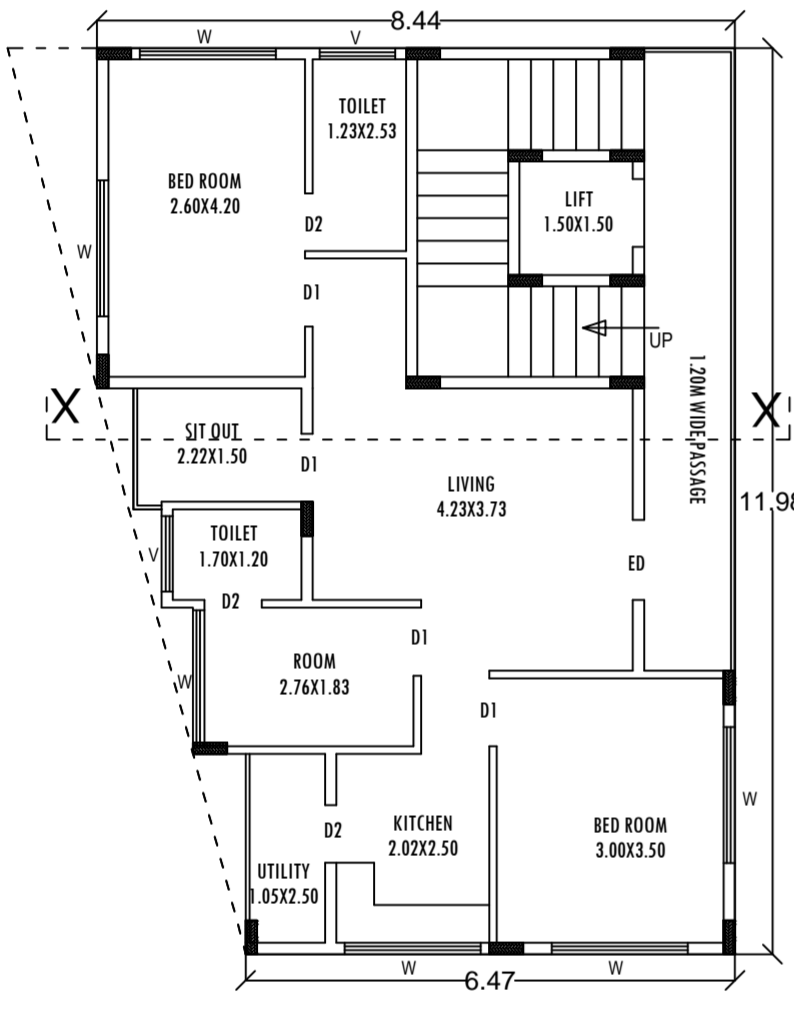 8.44
W
V
TOILET
1.23X2.53
BED ROOM
2.60X4.20
LIFT
1.50X1.50
D2
W
D1
UP
1.20M WIDE PASSAGE
X
X
SIT OUT
2.22X1.50
D1
LIVING
4.23X3.73
11.98
TOILET
1.70X1.20
V
ED
D2
D1
ROOM
2.76X1.83
W
D1
W
D2
KITCHEN
2.02X2.50
BED ROOM
3.00X3.50
UTILITY
1.05X2.50
W
W
6.47